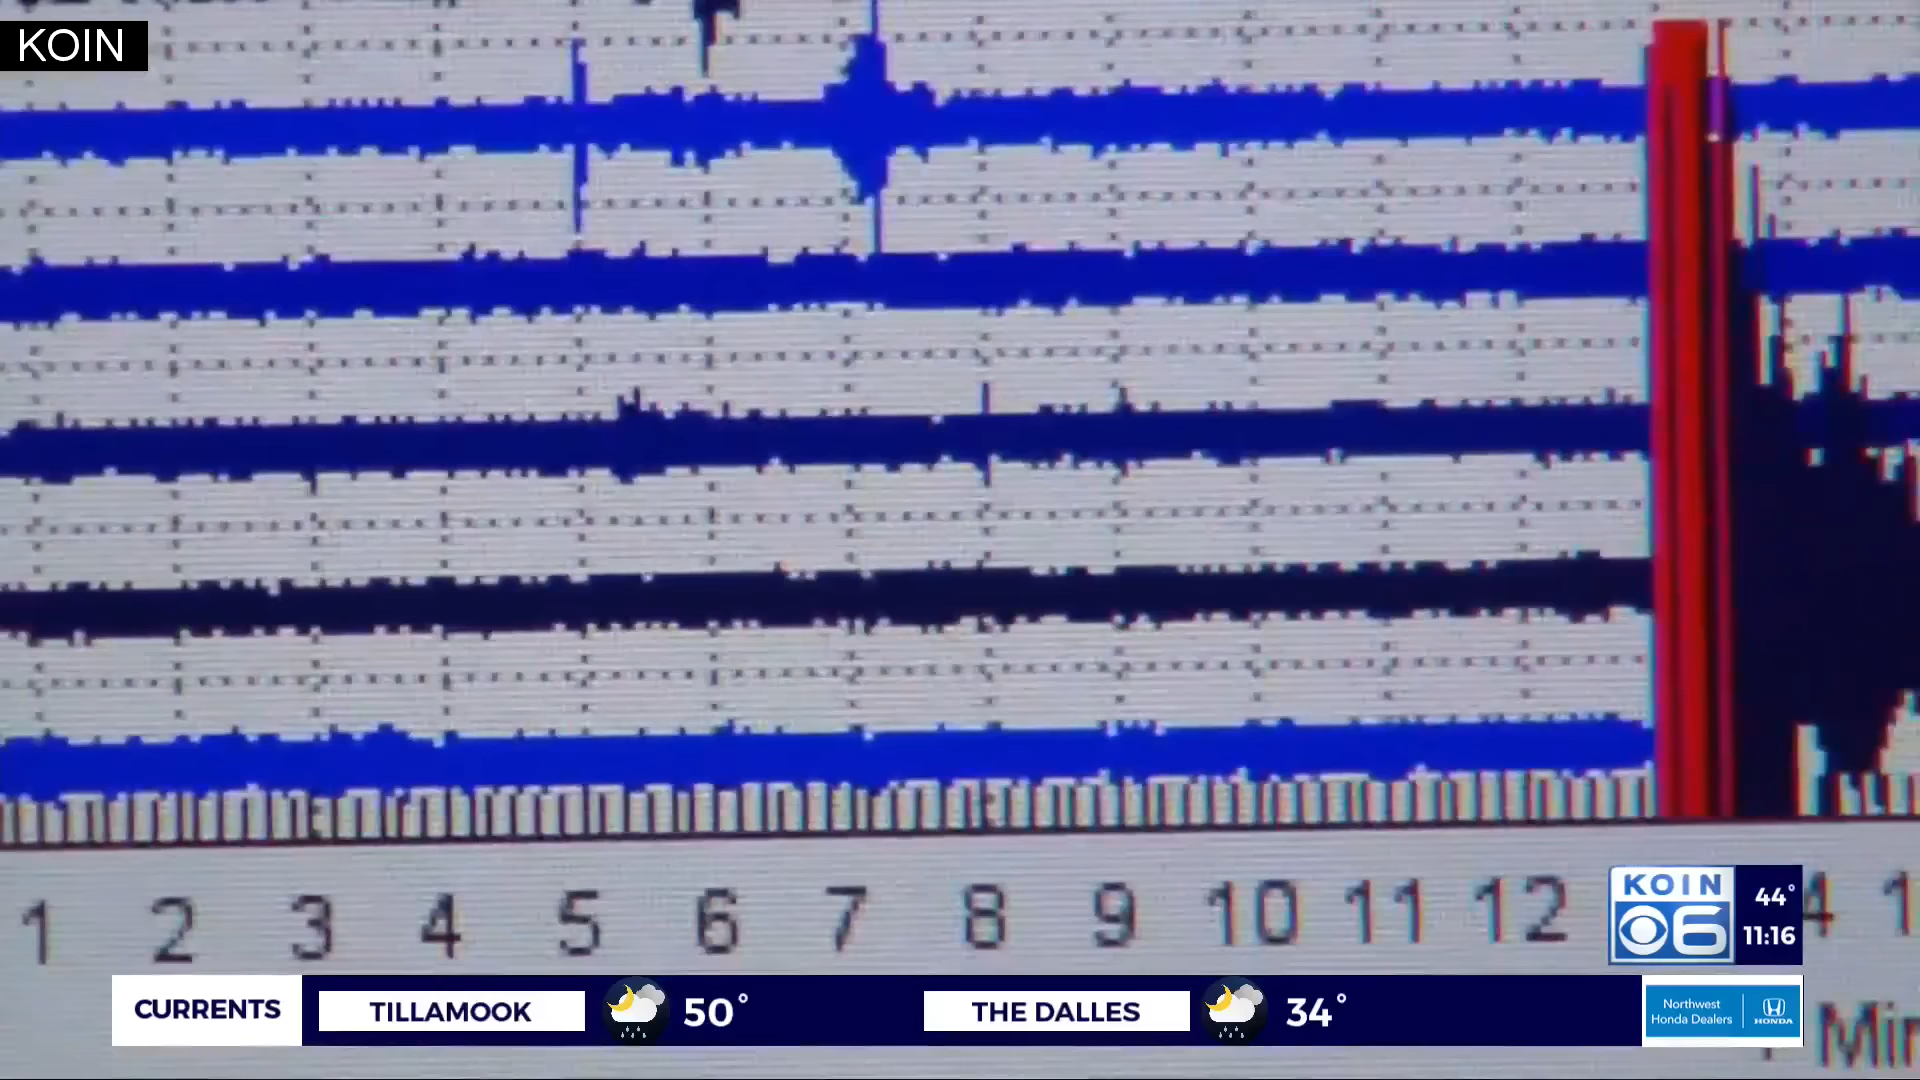 KOIN
1 2 3 4 5 6 7 8 9 10 11 12
KOIN
6
44°
11:16
CURRENTS
TILLAMOOK
50°
THE DALLES
34°
Northwest
Honda Dealers
HONDA